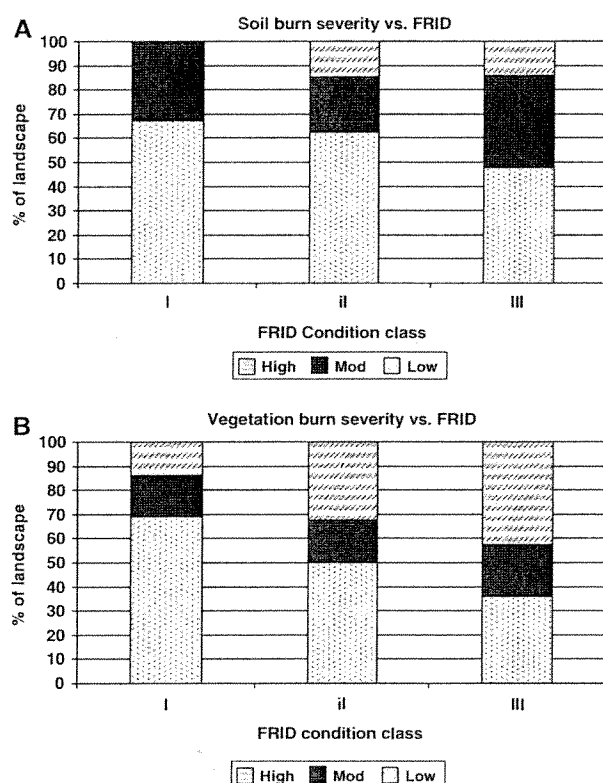 A
Soil burn severity vs. FRID
100
90
80
70
60
50
40
30
20
10
0
% of landscape
I iI III
FRID Condition class
High Mod Low
B
Vegetation burn severity vs. FRID
100
90
80
70
60
50
40
30
20
10
0
% of landscape
I iI III
FRID condition class
High Mod Low